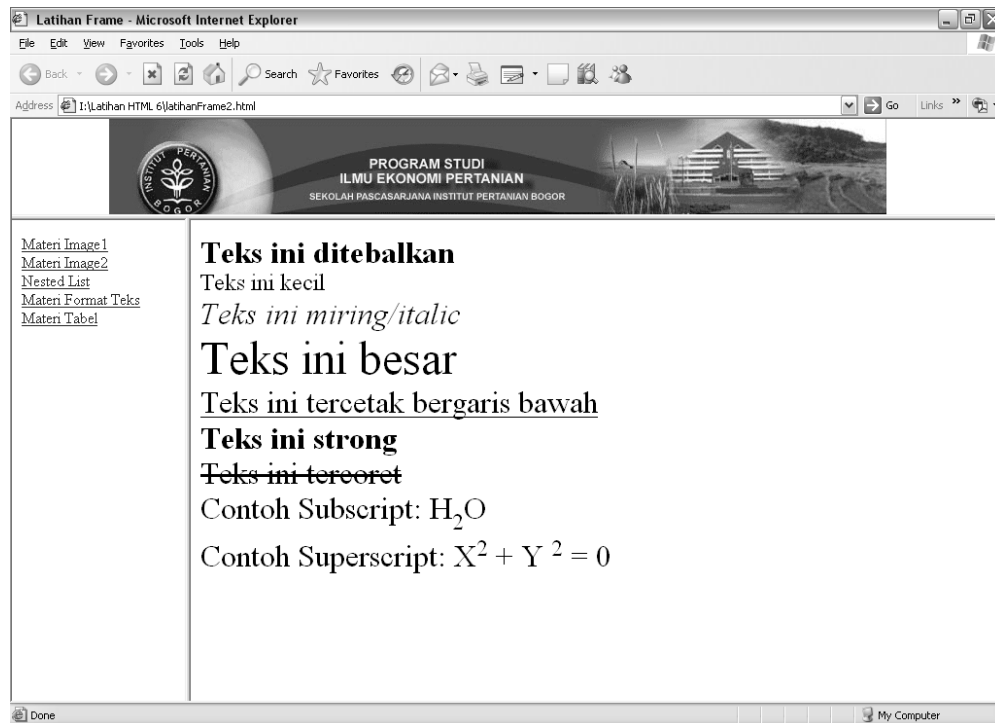 Latihan Frame - Microsoft Internet Explorer
File Edit View Favorites Tools Help
Back Search Favorites
Address I:\Latihan HTML 6\latihanFrame2.html Go Links »
INSTITUT PERTANIAN BOGOR
PROGRAM STUDI
ILMU EKONOMI PERTANIAN
SEKOLAH PASCASARJANA INSTITUT PERTANIAN BOGOR
Materi Image1
Materi Image2
Nested List
Materi Format Teks
Materi Tabel
Teks ini ditebalkan
Teks ini kecil
Teks ini miring/italic
Teks ini besar
Teks ini tercetak bergaris bawah
Teks ini strong
Teks ini tercoret
Contoh Subscript: H₂O
Contoh Superscript: X² + Y ² = 0
Done My Computer